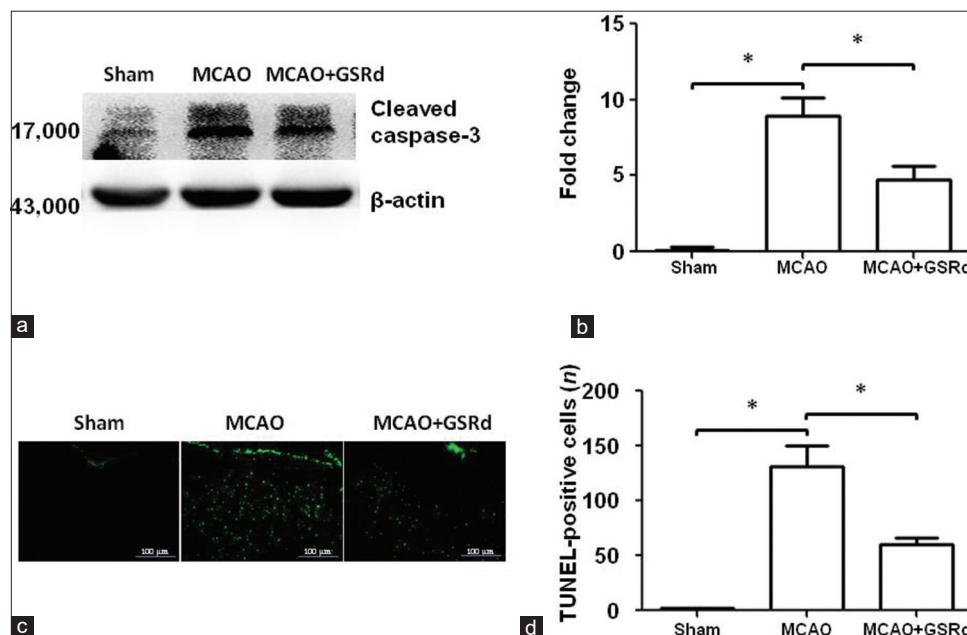 Sham MCAO MCAO+GSRd
17,000
Cleaved
caspase-3
43,000
β-actin
a
15
10
5
0
Fold change
*
*
Sham MCAO MCAO+GSRd
b
Sham MCAO MCAO+GSRd
100 μm
100 μm
100 μm
c
200
150
100
50
0
TUNEL-positive cells (n)
*
*
Sham MCAO MCAO+GSRd
d